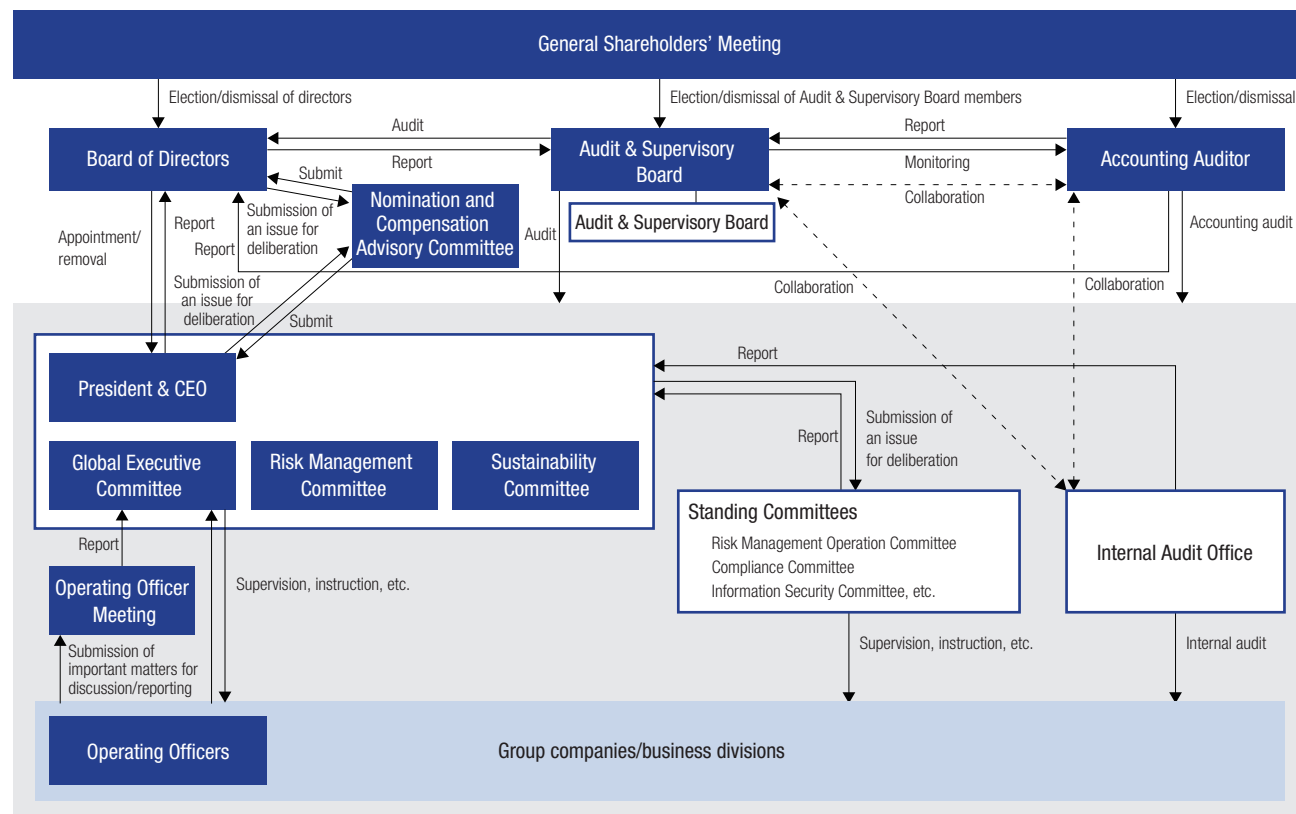 General Shareholders' Meeting
Election/dismissal of directors
Election/dismissal of Audit & Supervisory Board members
Election/dismissal
Board of Directors
Audit
Report
Audit & Supervisory
Board
Report
Monitoring
Collaboration
Accounting Auditor
Submit
Submission of
an issue for
deliberation
Nomination and
Compensation
Advisory Committee
Audit & Supervisory Board
Appointment/
removal
Report
Report
Audit
Accounting audit
Submission of
an issue for
deliberation
Submit
Collaboration
Collaboration
President & CEO
Report
Global Executive
Committee
Risk Management
Committee
Sustainability
Committee
Report
Submission of
an issue
for deliberation
Standing Committees
Risk Management Operation Committee
Compliance Committee
Information Security Committee, etc.
Internal Audit Office
Report
Operating Officer
Meeting
Supervision, instruction, etc.
Submission of
important matters for
discussion/reporting
Supervision, instruction, etc.
Internal audit
Operating Officers
Group companies/business divisions